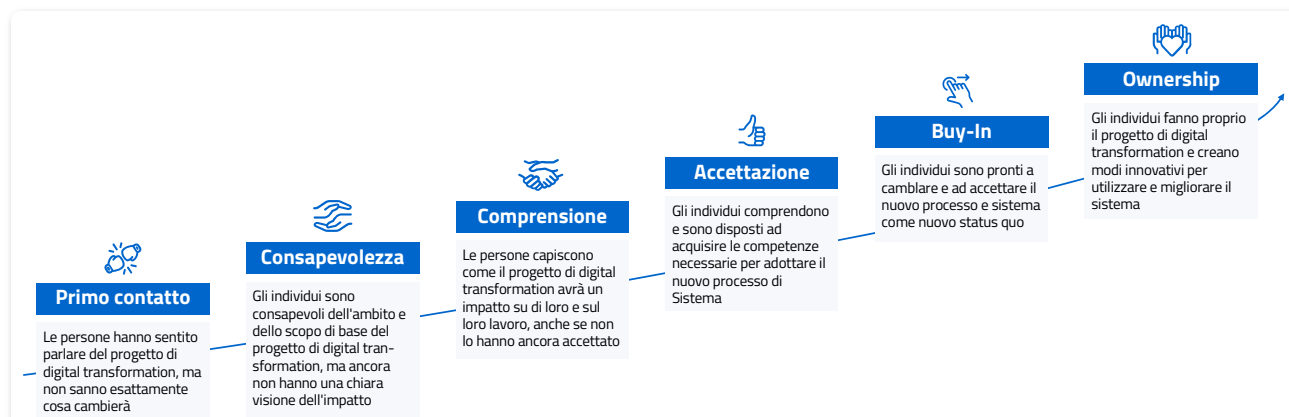 Primo contatto
Le persone hanno sentito
parlare del progetto di
digital transformation, ma
non sanno esattamente
cosa cambierà
Consapevolezza
Gli individui sono
consapevoli dell'ambito e
dello scopo di base del
progetto di digital tran-
sformation, ma ancora
non hanno una chiara
visione dell'impatto
Comprensione
Le persone capiscono
come il progetto di digital
transformation avrà un
impatto su di loro e sul
loro lavoro, anche se non
lo hanno ancora accettato
Accettazione
Gli individui comprendono
e sono disposti ad
acquisire le competenze
necessarie per adottare il
nuovo processo di
Sistema
Buy-In
Gli individui sono pronti a
camblare e ad accettare il
nuovo processo e sistema
come nuovo status quo
Ownership
Gli individui fanno proprio
il progetto di digital
transformation e creano
modi innovativi per
utilizzare e migliorare il
sistema